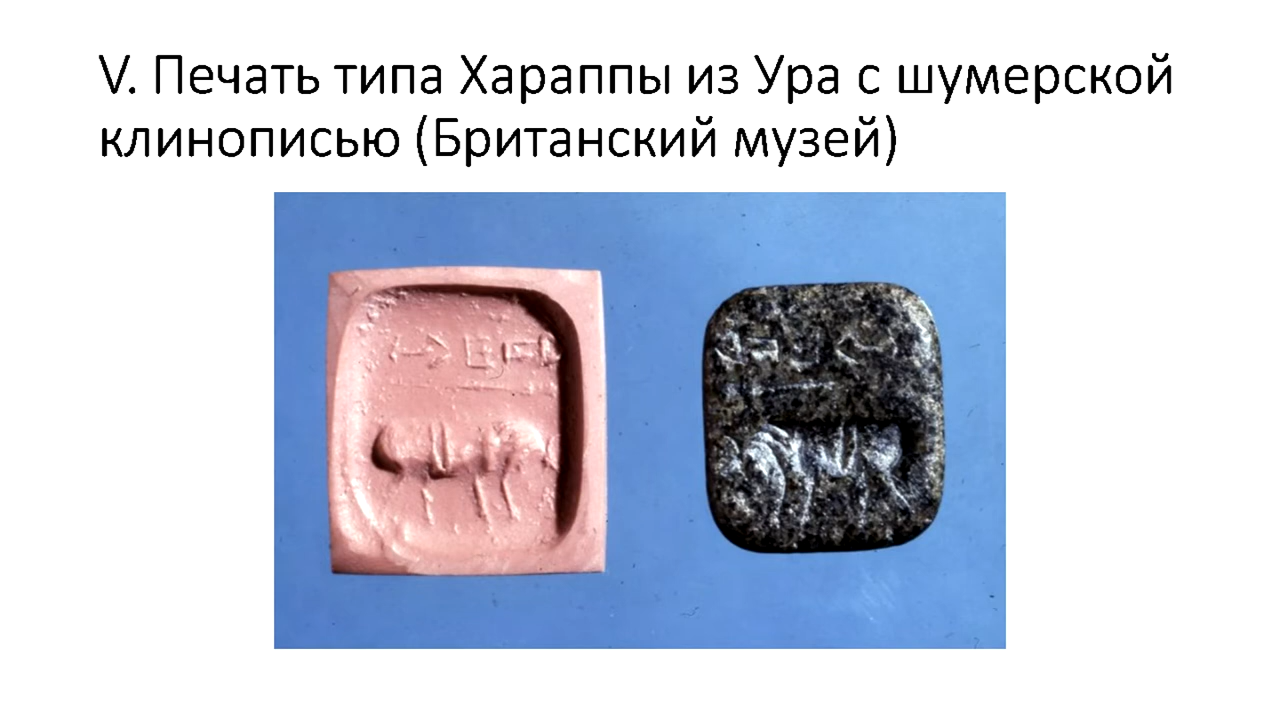 V. Печать типа Хараппы из Ура с шумерской
клинописью (Британский музей)